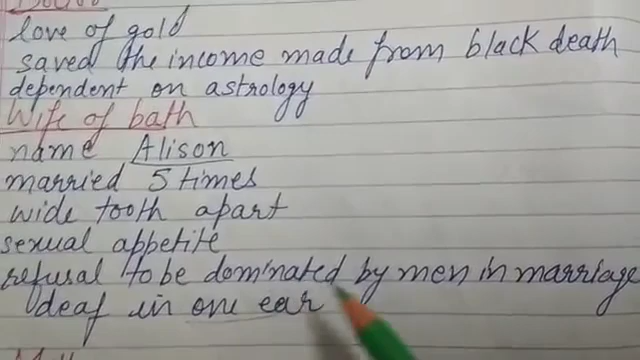 love of gold
saved the income made from black death
dependent on astrology
Wife of bath
name Alison
married 5 times
wide tooth apart
sexual appetite
refusal to be dominated by men in marriage
deaf in one ear